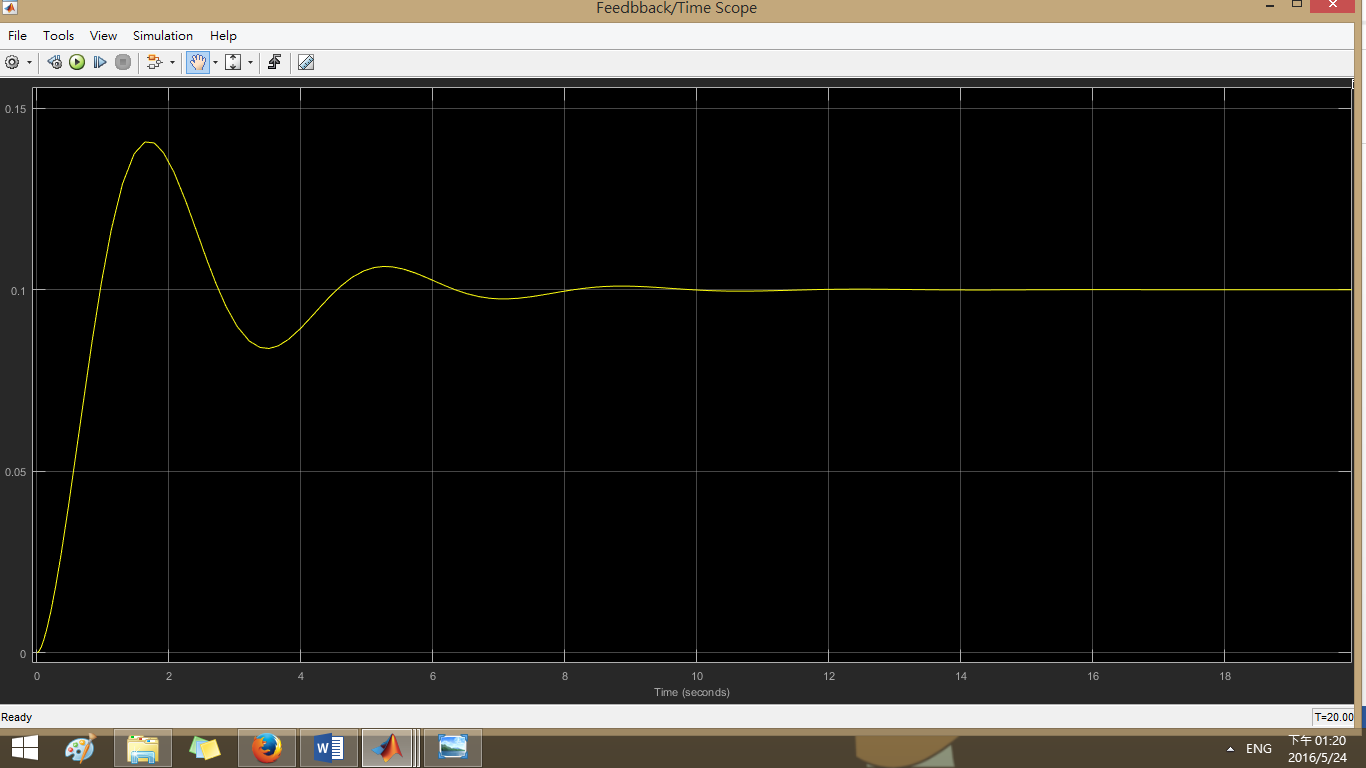 Feedbback/Time Scope
File Tools View Simulation Help
0.15
0.1
0.05
0
0 2 4 6 8 10 12 14 16 18
Time (seconds)
Ready
T=20.00
ENG
下午 01:20
2016/5/24